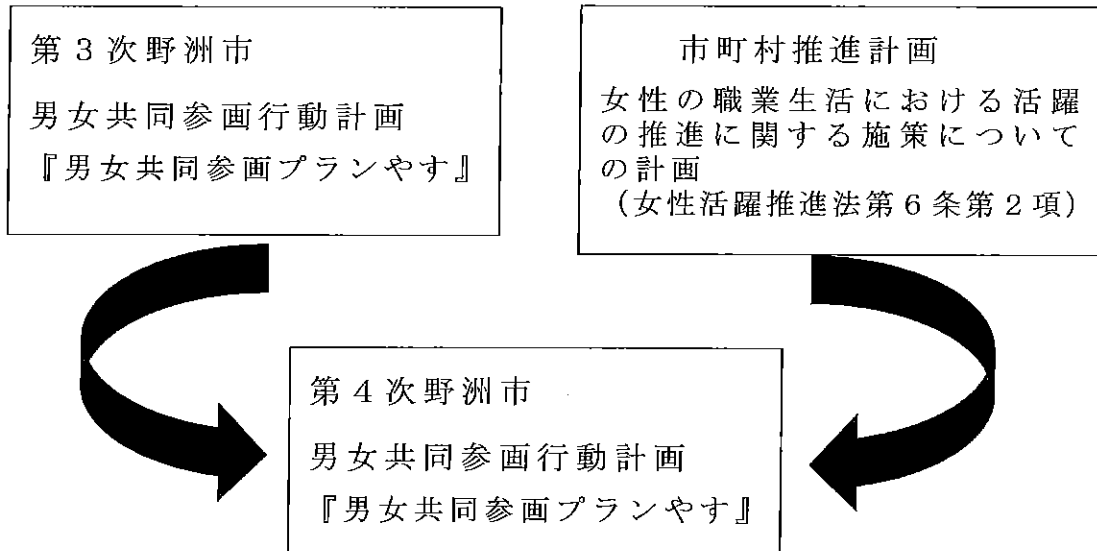 第3次野洲市
男女共同参画行動計画
『男女共同参画プランやす』
市町村推進計画
女性の職業生活における活躍
の推進に関する施策について
の計画
（女性活躍推進法第6条第2項）
第4次野洲市
男女共同参画行動計画
『男女共同参画プランやす』